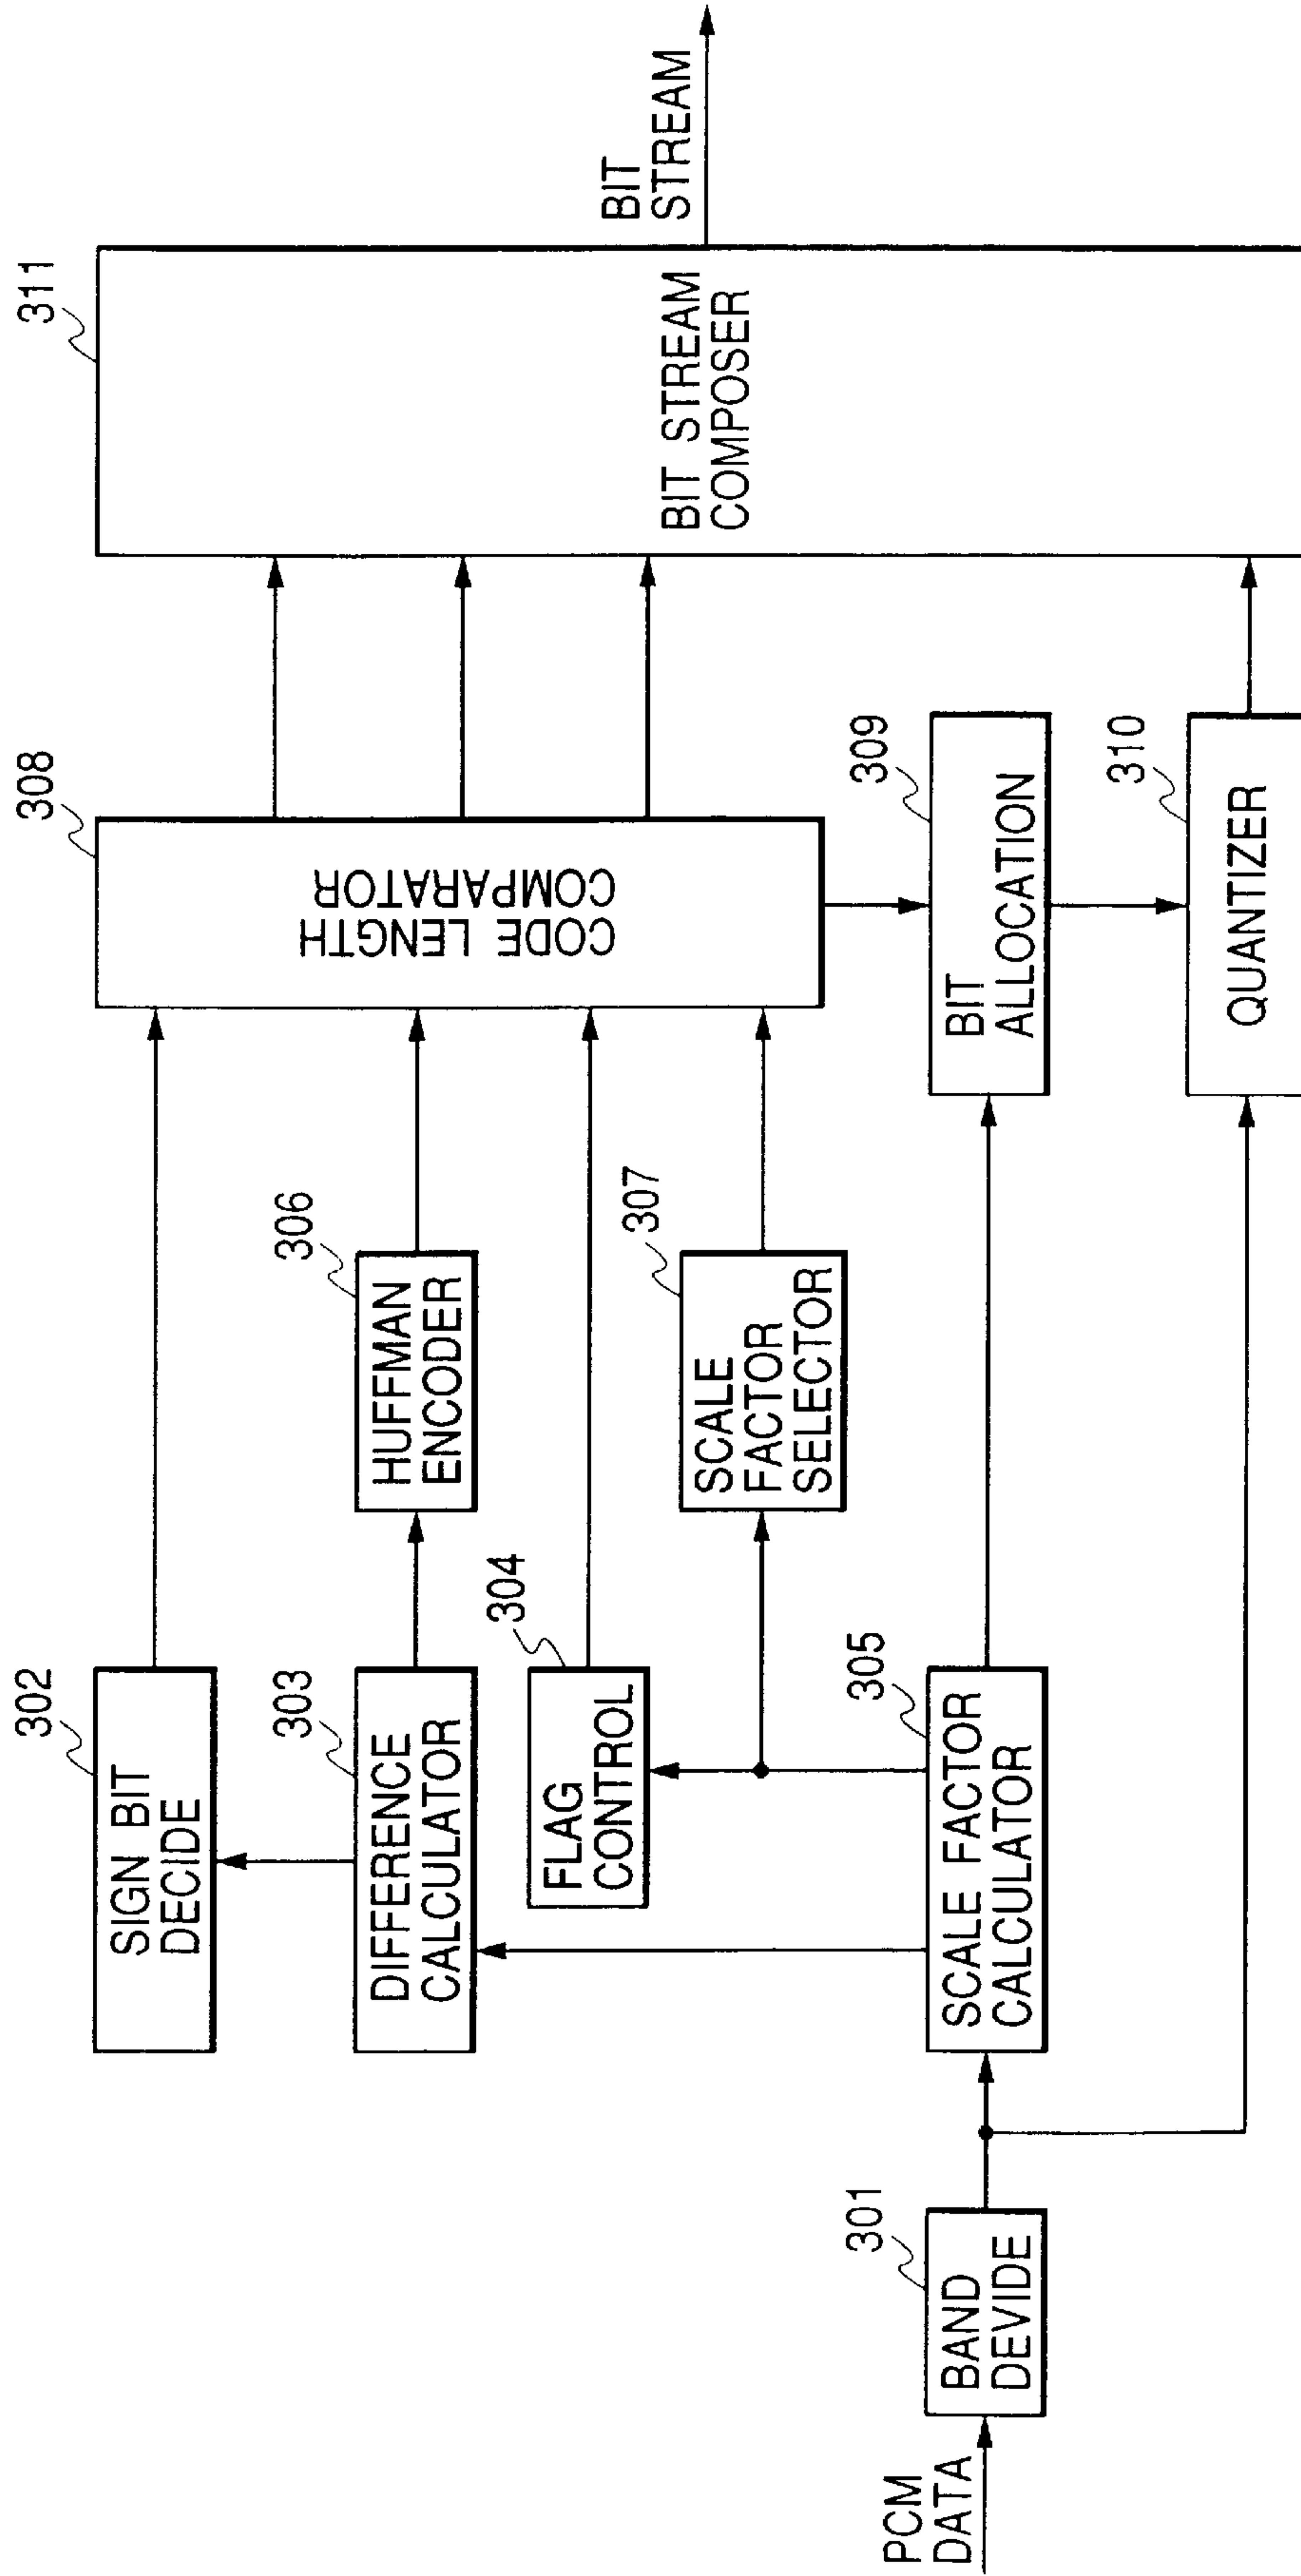 PCM
DATA
301
BAND
DEVIDE
302
SIGN BIT
DECIDE
303
DIFFERENCE
CALCULATOR
304
FLAG
CONTROL
305
SCALE FACTOR
CALCULATOR
306
HUFFMAN
ENCODER
307
SCALE
FACTOR
SELECTOR
308
CODE LENGTH
COMPARATOR
309
BIT
ALLOCATION
310
QUANTIZER
311
BIT STREAM
COMPOSER
BIT
STREAM